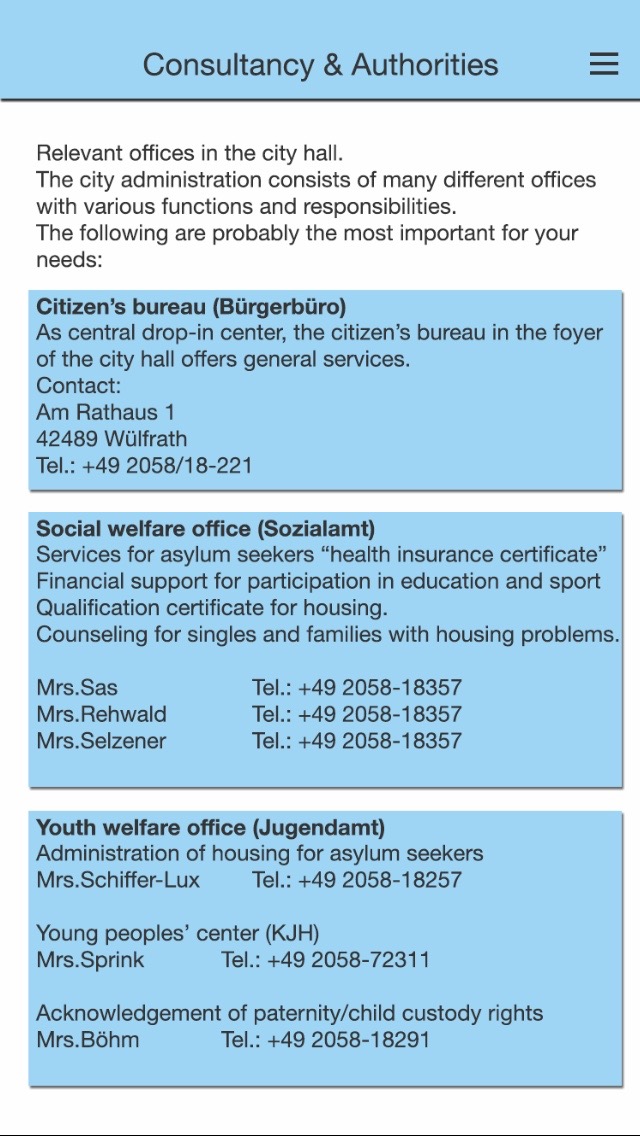 Consultancy & Authorities
Relevant offices in the city hall.
The city administration consists of many different offices
with various functions and responsibilities.
The following are probably the most important for your
needs:
Citizen’s bureau (Bürgerbüro)
As central drop-in center, the citizen’s bureau in the foyer
of the city hall offers general services.
Contact:
Am Rathaus 1
42489 Wülfrath
Tel.: +49 2058/18-221
Social welfare office (Sozialamt)
Services for asylum seekers “health insurance certificate”
Financial support for participation in education and sport
Qualification certificate for housing.
Counseling for singles and families with housing problems.
Mrs.Sas Tel.: +49 2058-18357
Mrs.Rehwald Tel.: +49 2058-18357
Mrs.Selzener Tel.: +49 2058-18357
Youth welfare office (Jugendamt)
Administration of housing for asylum seekers
Mrs.Schiffer-Lux Tel.: +49 2058-18257
Young peoples’ center (KJH)
Mrs.Sprink Tel.: +49 2058-72311
Acknowledgement of paternity/child custody rights
Mrs.Böhm Tel.: +49 2058-18291